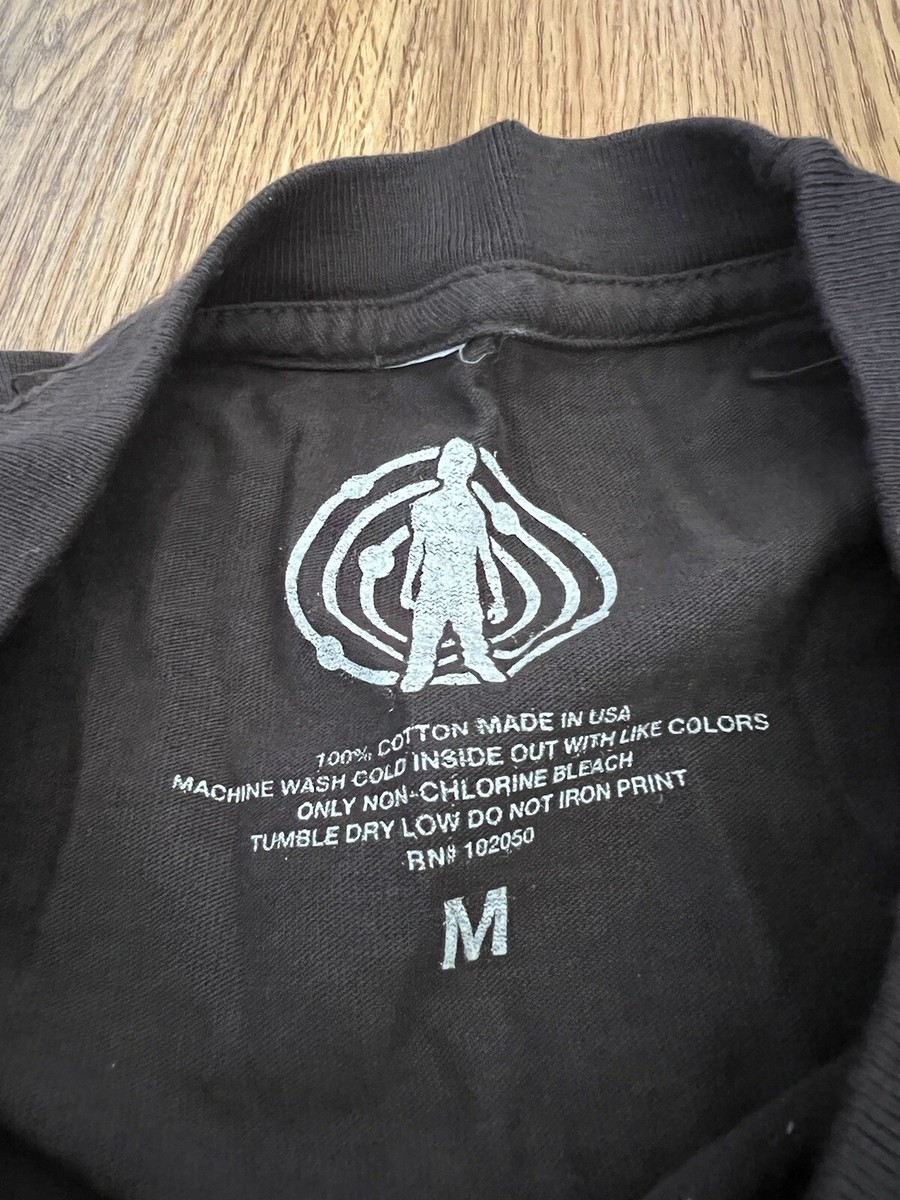 100% COTTON MADE IN USA
MACHINE WASH COLD INSIDE OUT WITH LIKE COLORS
ONLY NON-CHLORINE BLEACH
TUMBLE DRY LOW DO NOT IRON PRINT
RN# 102050
M